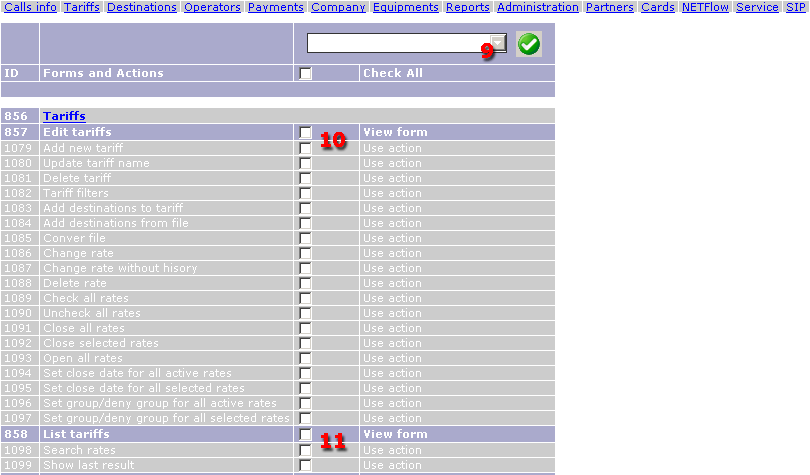 Calls info Tariffs Destinations Operators Payments Company Equipments Reports Administration Partners Cards NETFlow Service SIP
9
ID Forms and Actions Check All
856 Tariffs
857 Edit tariffs 10 View form
1079 Add new tariff Use action
1080 Update tariff name Use action
1081 Delete tariff Use action
1082 Tariff filters Use action
1083 Add destinations to tariff Use action
1084 Add destinations from file Use action
1085 Conver file Use action
1086 Change rate Use action
1087 Change rate without hisory Use action
1088 Delete rate Use action
1089 Check all rates Use action
1090 Uncheck all rates Use action
1091 Close all rates Use action
1092 Close selected rates Use action
1093 Open all rates Use action
1094 Set close date for all active rates Use action
1095 Set close date for all selected rates Use action
1096 Set group/deny group for all active rates Use action
1097 Set group/deny group for all selected rates Use action
858 List tariffs 11 View form
1098 Search rates Use action
1099 Show last result Use action